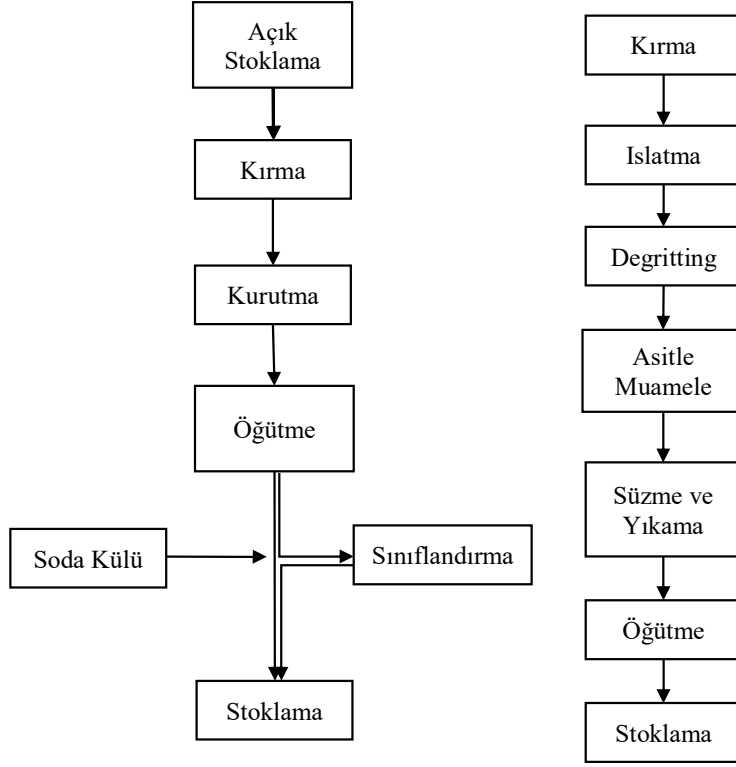 Açık
Stoklama
Kırma
Kurutma
Öğütme
Soda Külü
Sınıflandırma
Stoklama
Kırma
Islatma
Degritting
Asitle
Muamele
Süzme ve
Yıkama
Öğütme
Stoklama